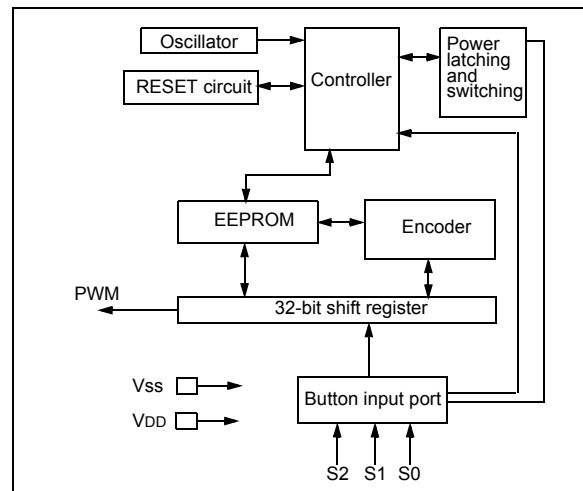 Oscillator
RESET circuit
Controller
Power
latching
and
switching
EEPROM
Encoder
PWM
32-bit shift register
VSS
VDD
Button input port
S2 S1 S0